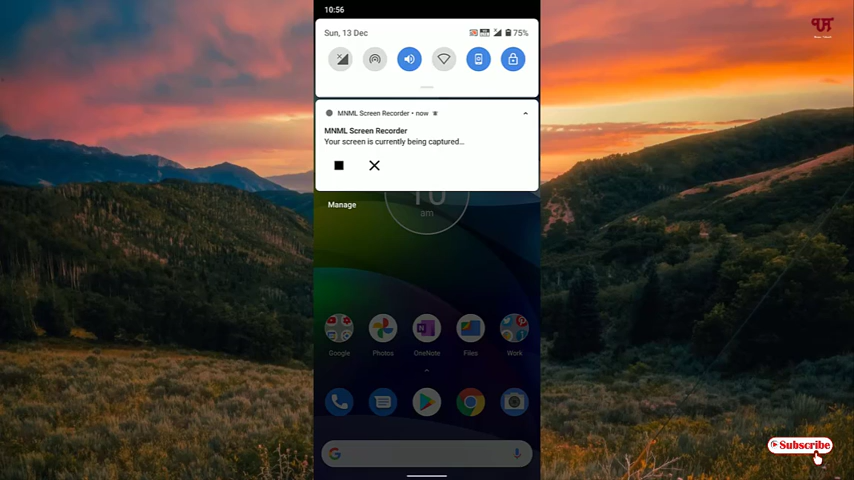 10:56
Sun, 13 Dec
75%
MNML Screen Recorder • now
MNML Screen Recorder
Your screen is currently being captured...
10
am
Manage
Google
Photos
OneNote
Files
Work
Subscribe